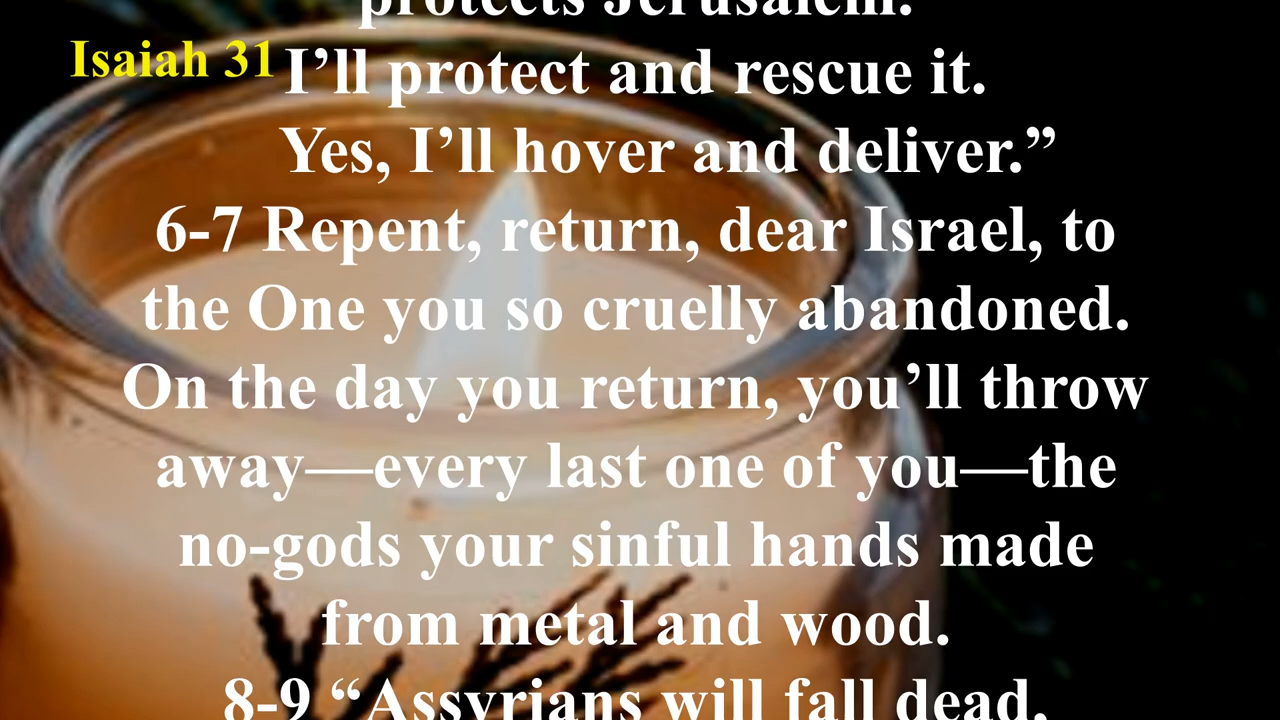 protects Jerusalem.
Isaiah 31
I’ll protect and rescue it.
Yes, I’ll hover and deliver.”
6-7 Repent, return, dear Israel, to
the One you so cruelly abandoned.
On the day you return, you’ll throw
away—every last one of you—the
no-gods your sinful hands made
from metal and wood.
8-9 “Assyrians will fall dead,